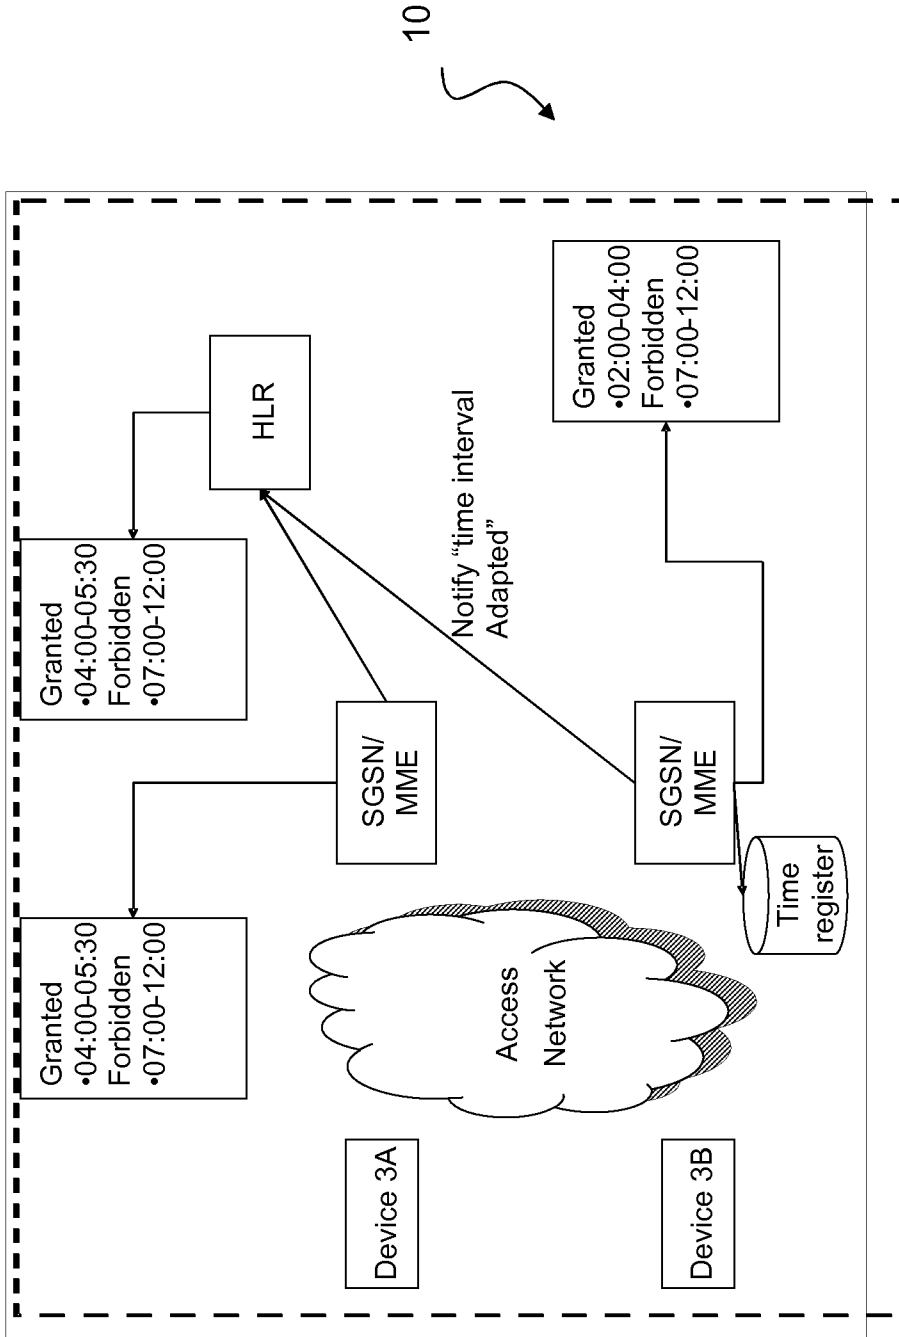 10
Granted
•04:00-05:30
Forbidden
•07:00-12:00
Granted
•04:00-05:30
Forbidden
•07:00-12:00
HLR
SGSN/
MME
Device 3A
Access
Network
Notify “time interval
Adapted”
Granted
•02:00-04:00
Forbidden
•07:00-12:00
SGSN/
MME
Device 3B
Time
register